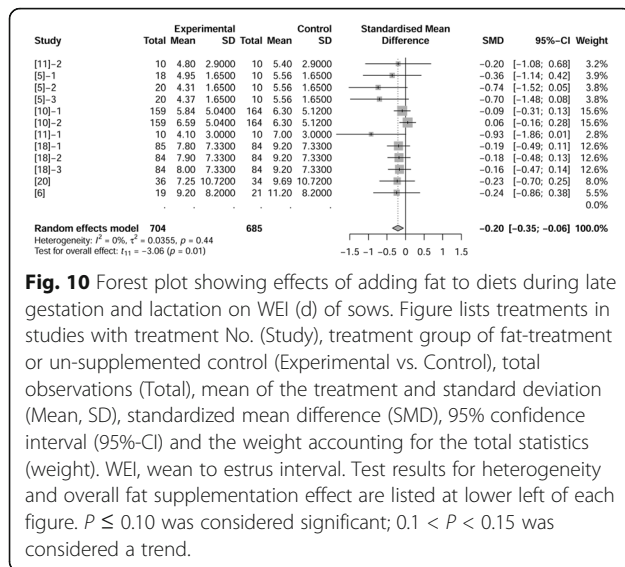 Experimental Control Standardised Mean
Study Total Mean SD Total Mean SD Difference SMD 95%-CI Weight
[11]-2 10 4.80 2.9000 10 5.40 2.9000 -0.20 [-1.08; 0.68] 3.2%
[5]-1 18 4.95 1.6500 10 5.56 1.6500 -0.36 [-1.14; 0.42] 3.9%
[5]-2 20 4.31 1.6500 10 5.56 1.6500 -0.74 [-1.52; 0.05] 3.8%
[5]-3 20 4.37 1.6500 10 5.56 1.6500 -0.70 [-1.48; 0.08] 3.8%
[10]-1 159 5.84 5.0400 164 6.30 5.1200 -0.09 [-0.31; 0.13] 15.6%
[10]-2 159 6.59 5.0400 164 6.30 5.1200 0.06 [-0.16; 0.28] 15.6%
[11]-1 10 4.10 3.0000 10 7.00 3.0000 -0.93 [-1.86; 0.01] 2.8%
[18]-1 85 7.80 7.3300 84 9.20 7.3300 -0.19 [-0.49; 0.11] 12.6%
[18]-2 84 7.90 7.3300 84 9.20 7.3300 -0.18 [-0.48; 0.13] 12.6%
[18]-3 84 8.00 7.3300 84 9.20 7.3300 -0.16 [-0.47; 0.14] 12.6%
[20] 36 7.25 10.7200 34 9.69 10.7200 -0.23 [-0.70; 0.25] 8.0%
[6] 19 9.20 8.2000 21 11.20 8.2000 -0.24 [-0.86; 0.38] 5.5%
0.0%
Random effects model 704 685 -0.20 [-0.35; -0.06] 100.0%
Heterogeneity: I² = 0%, τ² = 0.0355, p = 0.44
Test for overall effect: t₁₁ = -3.06 (p = 0.01)
-1.5 -1 -0.5 0 0.5 1 1.5
Fig. 10 Forest plot showing effects of adding fat to diets during late
gestation and lactation on WEI (d) of sows. Figure lists treatments in
studies with treatment No. (Study), treatment group of fat-treatment
or un-supplemented control (Experimental vs. Control), total
observations (Total), mean of the treatment and standard deviation
(Mean, SD), standardized mean difference (SMD), 95% confidence
interval (95%-CI) and the weight accounting for the total statistics
(weight). WEI, wean to estrus interval. Test results for heterogeneity
and overall fat supplementation effect are listed at lower left of each
figure. P ≤ 0.10 was considered significant; 0.1 < P < 0.15 was
considered a trend.